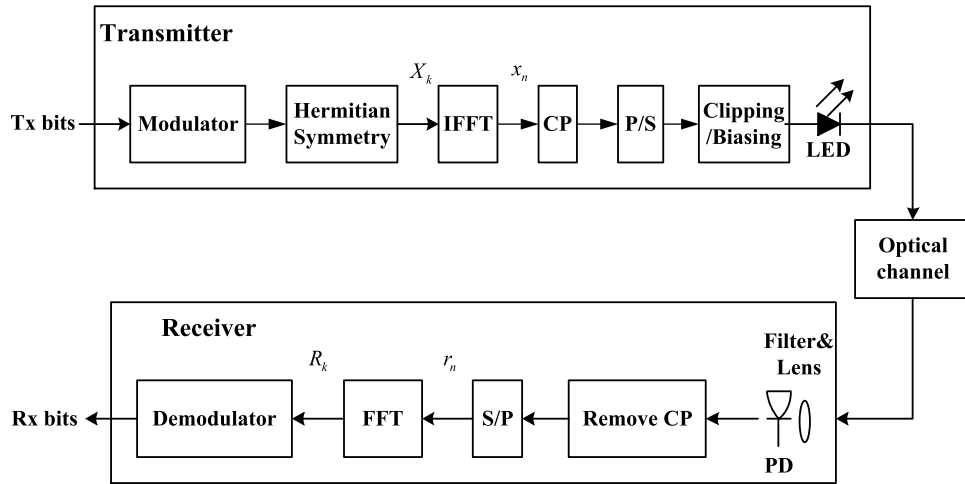 Transmitter
X_k
x_n
Tx bits
Modulator
Hermitian
Symmetry
IFFT
CP
P/S
Clipping
/Biasing
LED
Optical
channel
Receiver
Filter&
Lens
R_k
r_n
Rx bits
Demodulator
FFT
S/P
Remove CP
PD